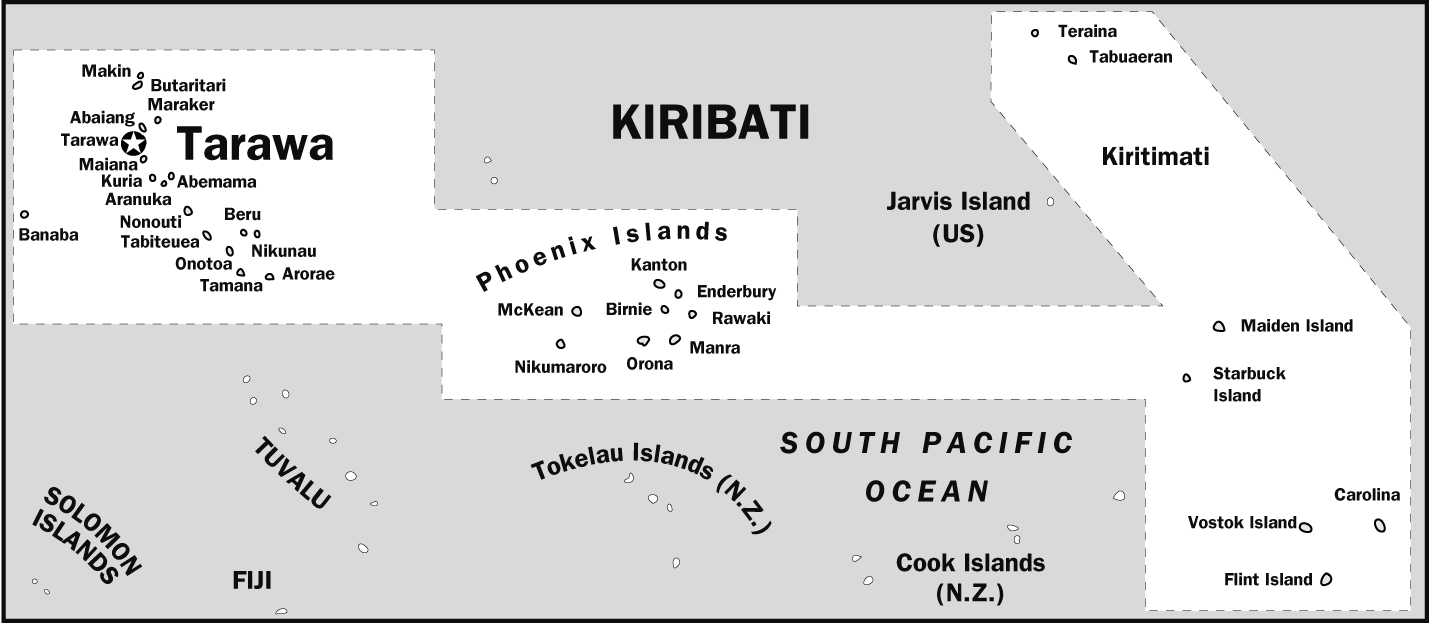 Teraina
Tabuaeran
Makin
Butaritari
Maraker
Abaiang
Tarawa
Tarawa
KIRIBATI
Maiana
Kuria
Abemama
Aranuka
Kiritimati
Nonouti
Beru
Tabiteuea
Banaba
Nikunau
Onotoa
Arorae
Tamana
Jarvis Island
(US)
Phoenix Islands
Kanton
Enderbury
McKean
Birnie
Rawaki
Manra
Nikumaroro
Orona
Maiden Island
Starbuck
Island
TUVALU
Tokelau Islands (N.Z.)
SOUTH PACIFIC
OCEAN
SOLOMON
ISLANDS
FIJI
Cook Islands
(N.Z.)
Carolina
Vostok Island
Flint Island